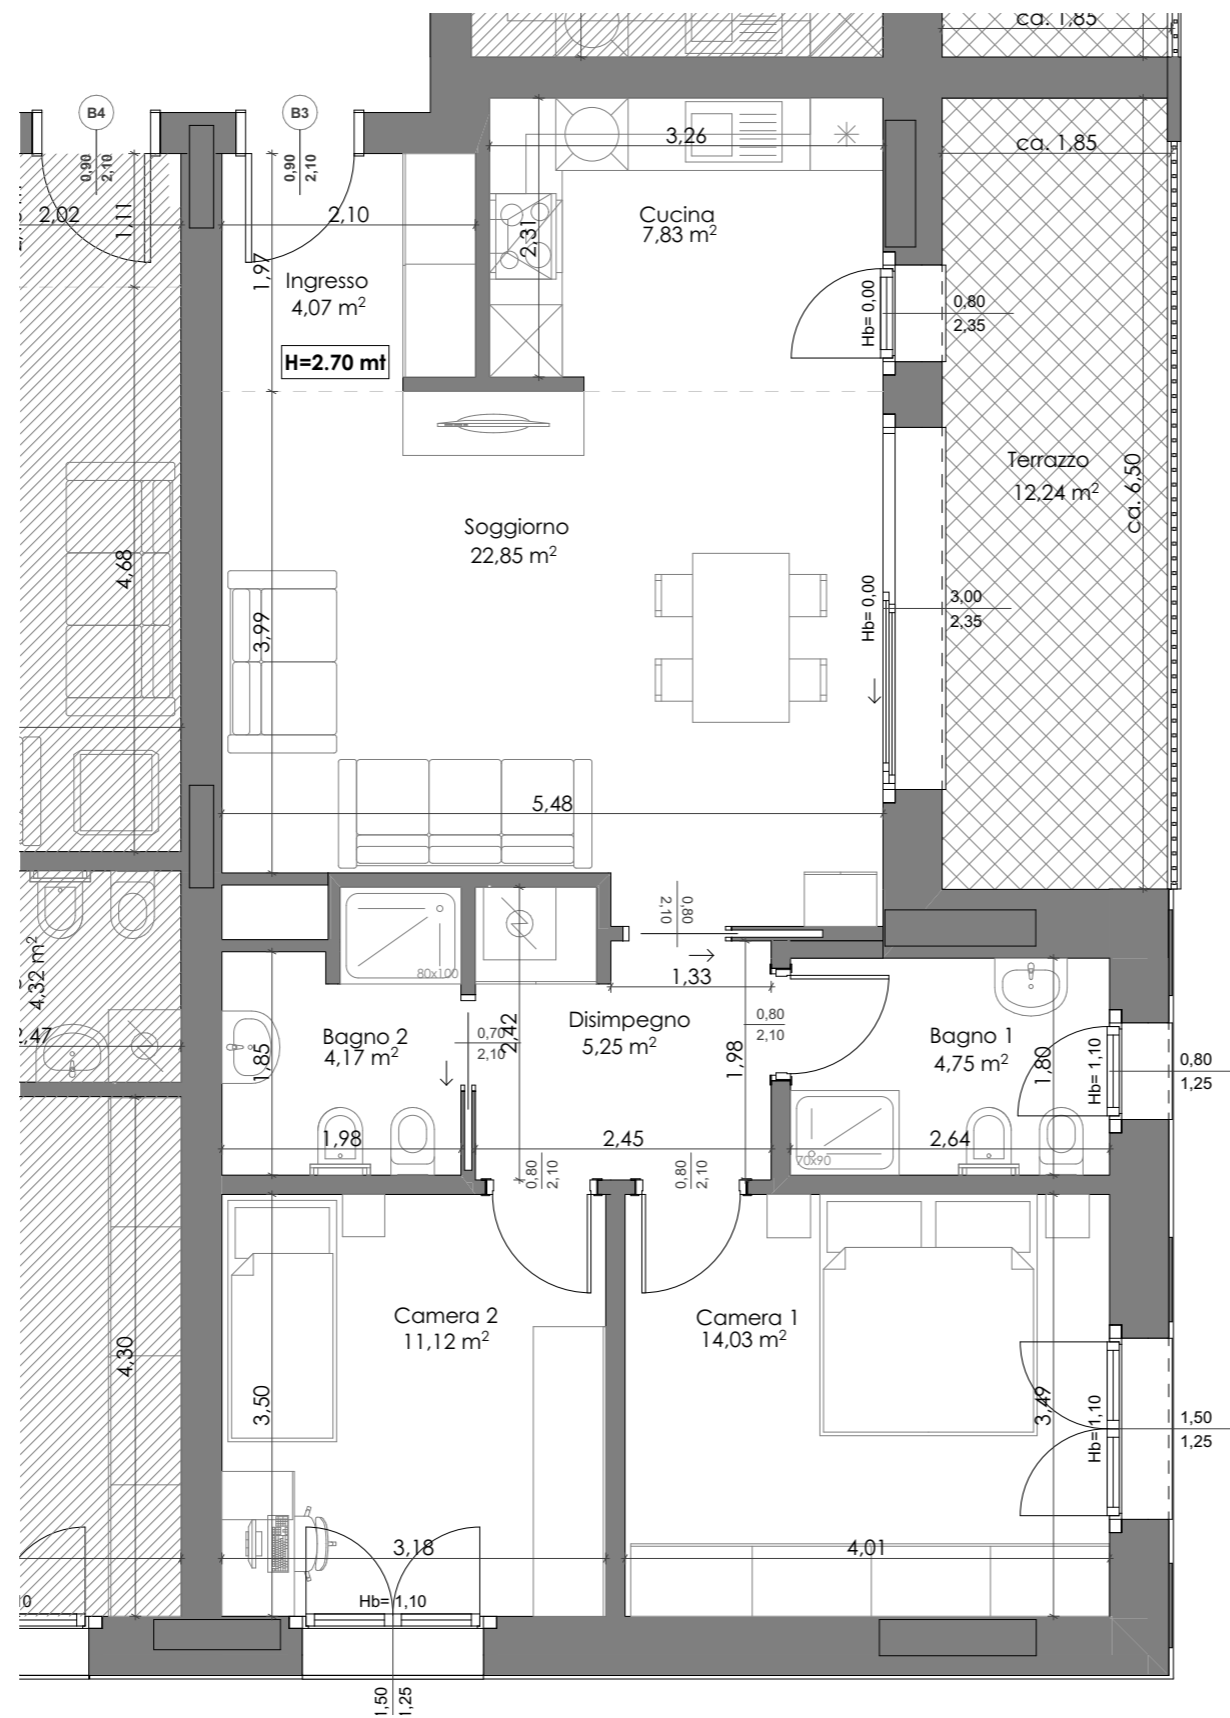 ca. 1,85
B4
B3
0,90
2,10
0,90
2,10
3,26
ca. 1,85
2,02
1,11
2,10
1,97
2,31
Cucina
7,83 m²
Ingresso
4,07 m²
Hb= 0,00
0,80
2,35
H=2.70 mt
Terrazzo
12,24 m²
ca. 6,50
Soggiorno
22,85 m²
4,68
3,99
Hb= 0,00
3,00
2,35
5,48
2,10
0,80
4,32 m²
80x100
1,33
2,47
Bagno 2
4,17 m²
1,85
0,70
2,10
2,42
Disimpegno
5,25 m²
1,98
0,80
2,10
Bagno 1
4,75 m²
1,80
Hb= 1,10
0,80
1,25
1,98
2,45
2,64
70x90
0,80
2,10
0,80
2,10
Camera 2
11,12 m²
Camera 1
14,03 m²
4,30
3,50
3,49
Hb= 1,10
1,50
1,25
3,18
4,01
Hb= 1,10
1,50
1,25